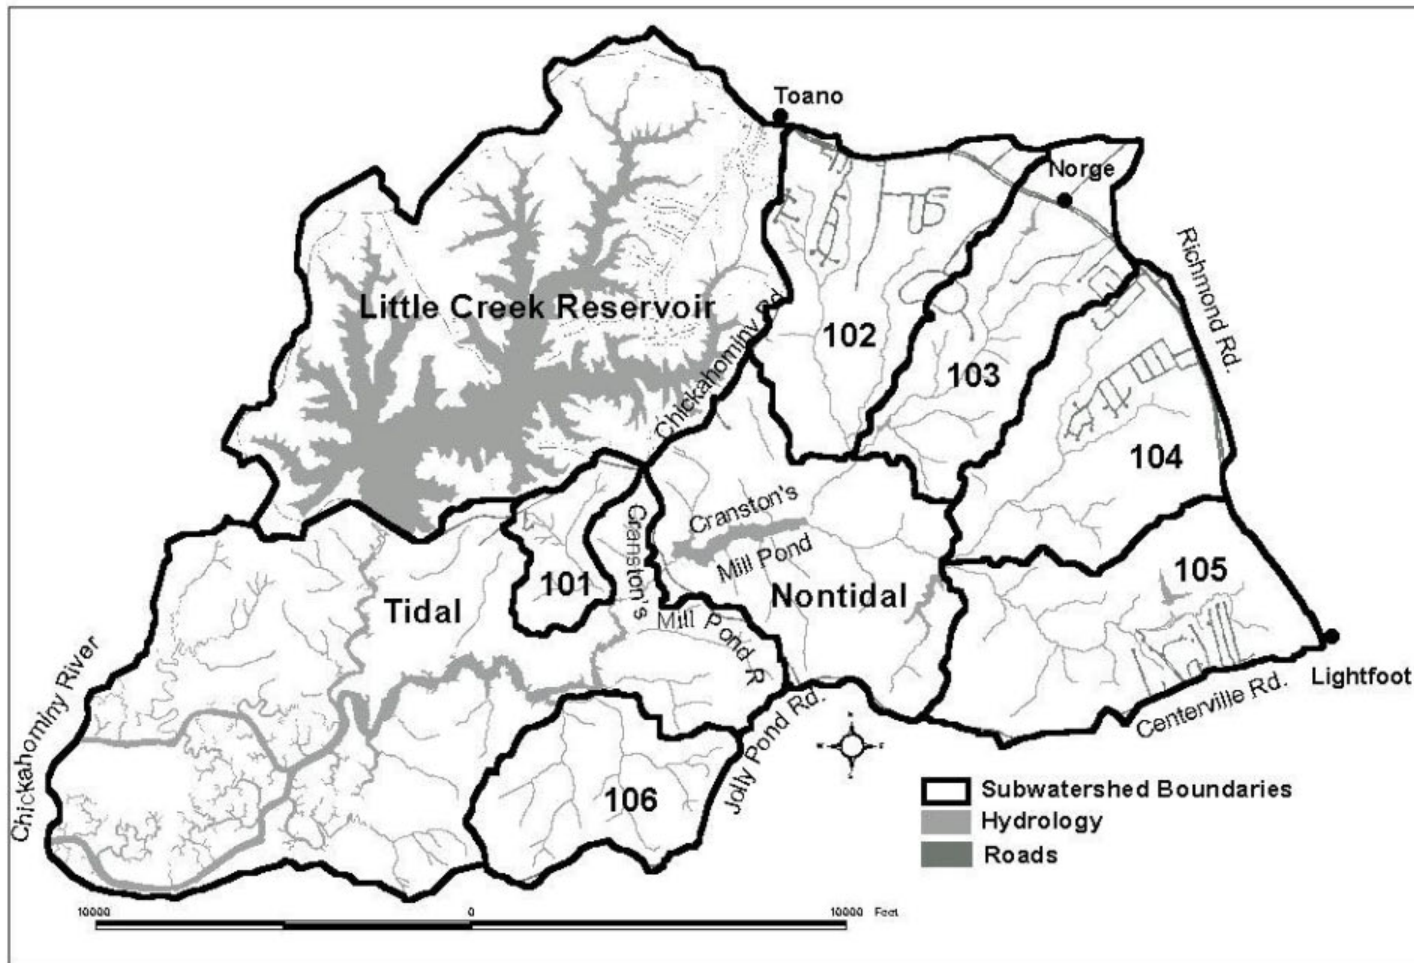 Toano
Norge
Richmond Rd.
Little Creek Reservoir
Chickahominy Rd.
102
103
104
Cranston's
Mill Pond
Cranston's
Mill Pond R
101
105
Tidal
Nontidal
Lightfoot
Centerville Rd.
Chickahominy River
Jolly Pond Rd.
106
Subwatershed Boundaries
Hydrology
Roads
10000 0 10000 Feet